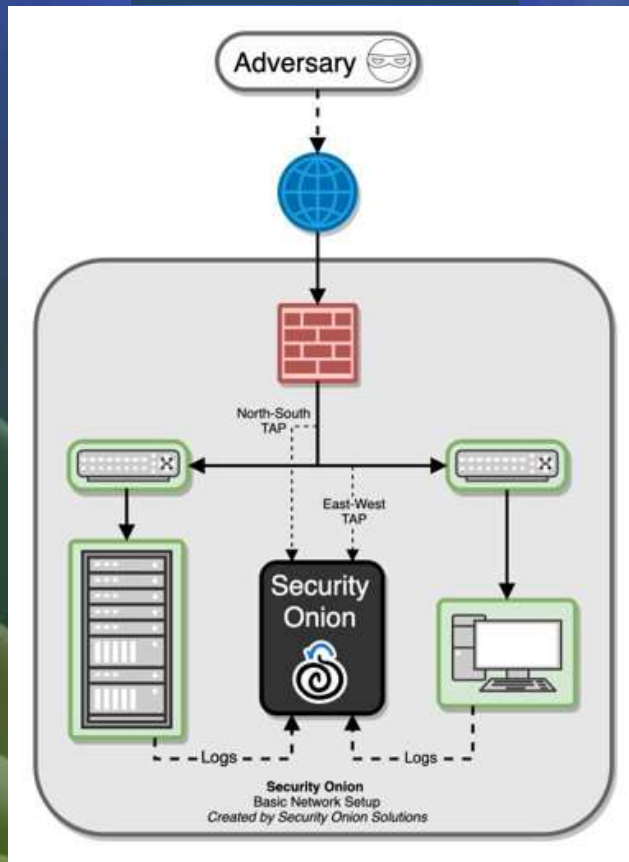 Adversary
North-South
TAP
East-West
TAP
Security
Onion
Logs
Logs
Security Onion
Basic Network Setup
Created by Security Onion Solutions